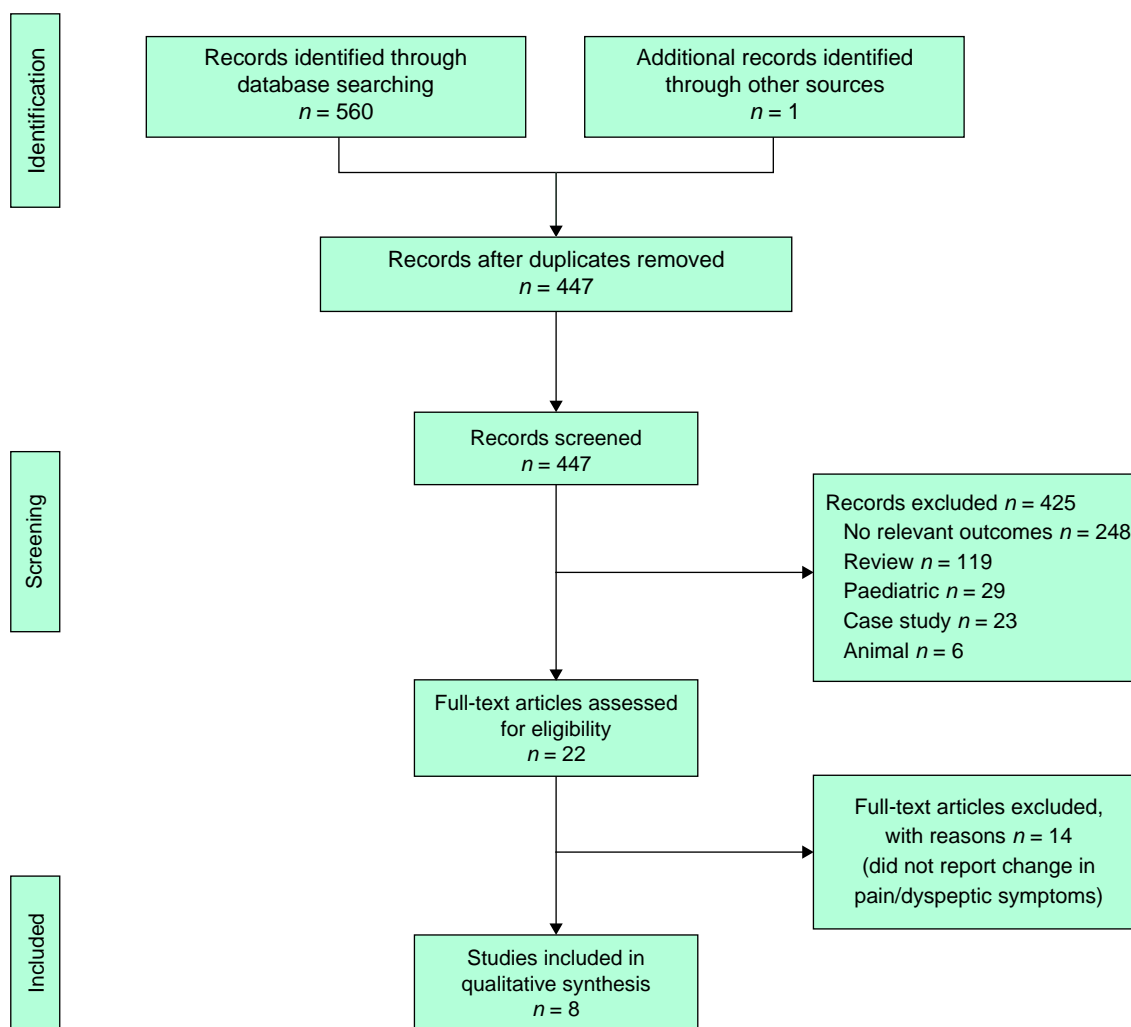 Identification
Records identified through
database searching
n = 560
Additional records identified
through other sources
n = 1
Records after duplicates removed
n = 447
Screening
Records screened
n = 447
Records excluded n = 425
No relevant outcomes n = 248
Review n = 119
Paediatric n = 29
Case study n = 23
Animal n = 6
Full-text articles assessed
for eligibility
n = 22
Full-text articles excluded,
with reasons n = 14
(did not report change in
pain/dyspeptic symptoms)
Included
Studies included in
qualitative synthesis
n = 8